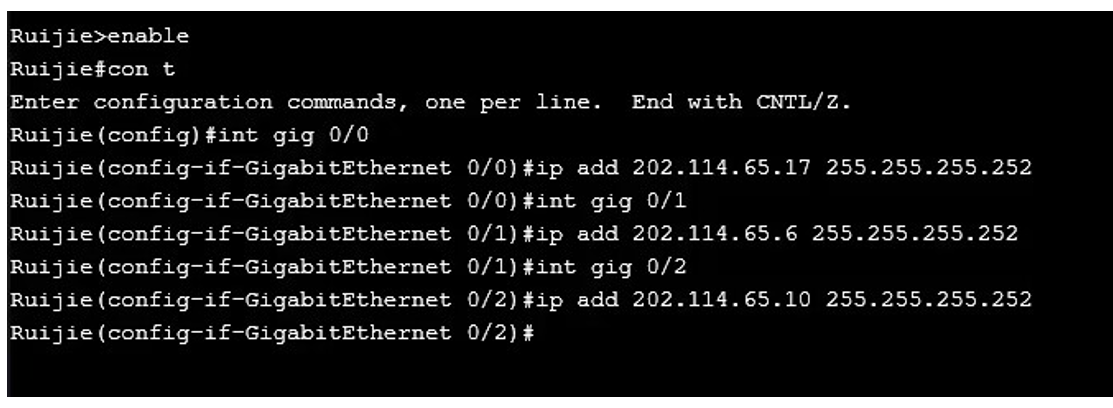 Ruijie>enable
Ruijie#con t
Enter configuration commands, one per line.  End with CNTL/Z.
Ruijie(config)#int gig 0/0
Ruijie(config-if-GigabitEthernet 0/0)#ip add 202.114.65.17 255.255.255.252
Ruijie(config-if-GigabitEthernet 0/0)#int gig 0/1
Ruijie(config-if-GigabitEthernet 0/1)#ip add 202.114.65.6 255.255.255.252
Ruijie(config-if-GigabitEthernet 0/1)#int gig 0/2
Ruijie(config-if-GigabitEthernet 0/2)#ip add 202.114.65.10 255.255.255.252
Ruijie(config-if-GigabitEthernet 0/2)#